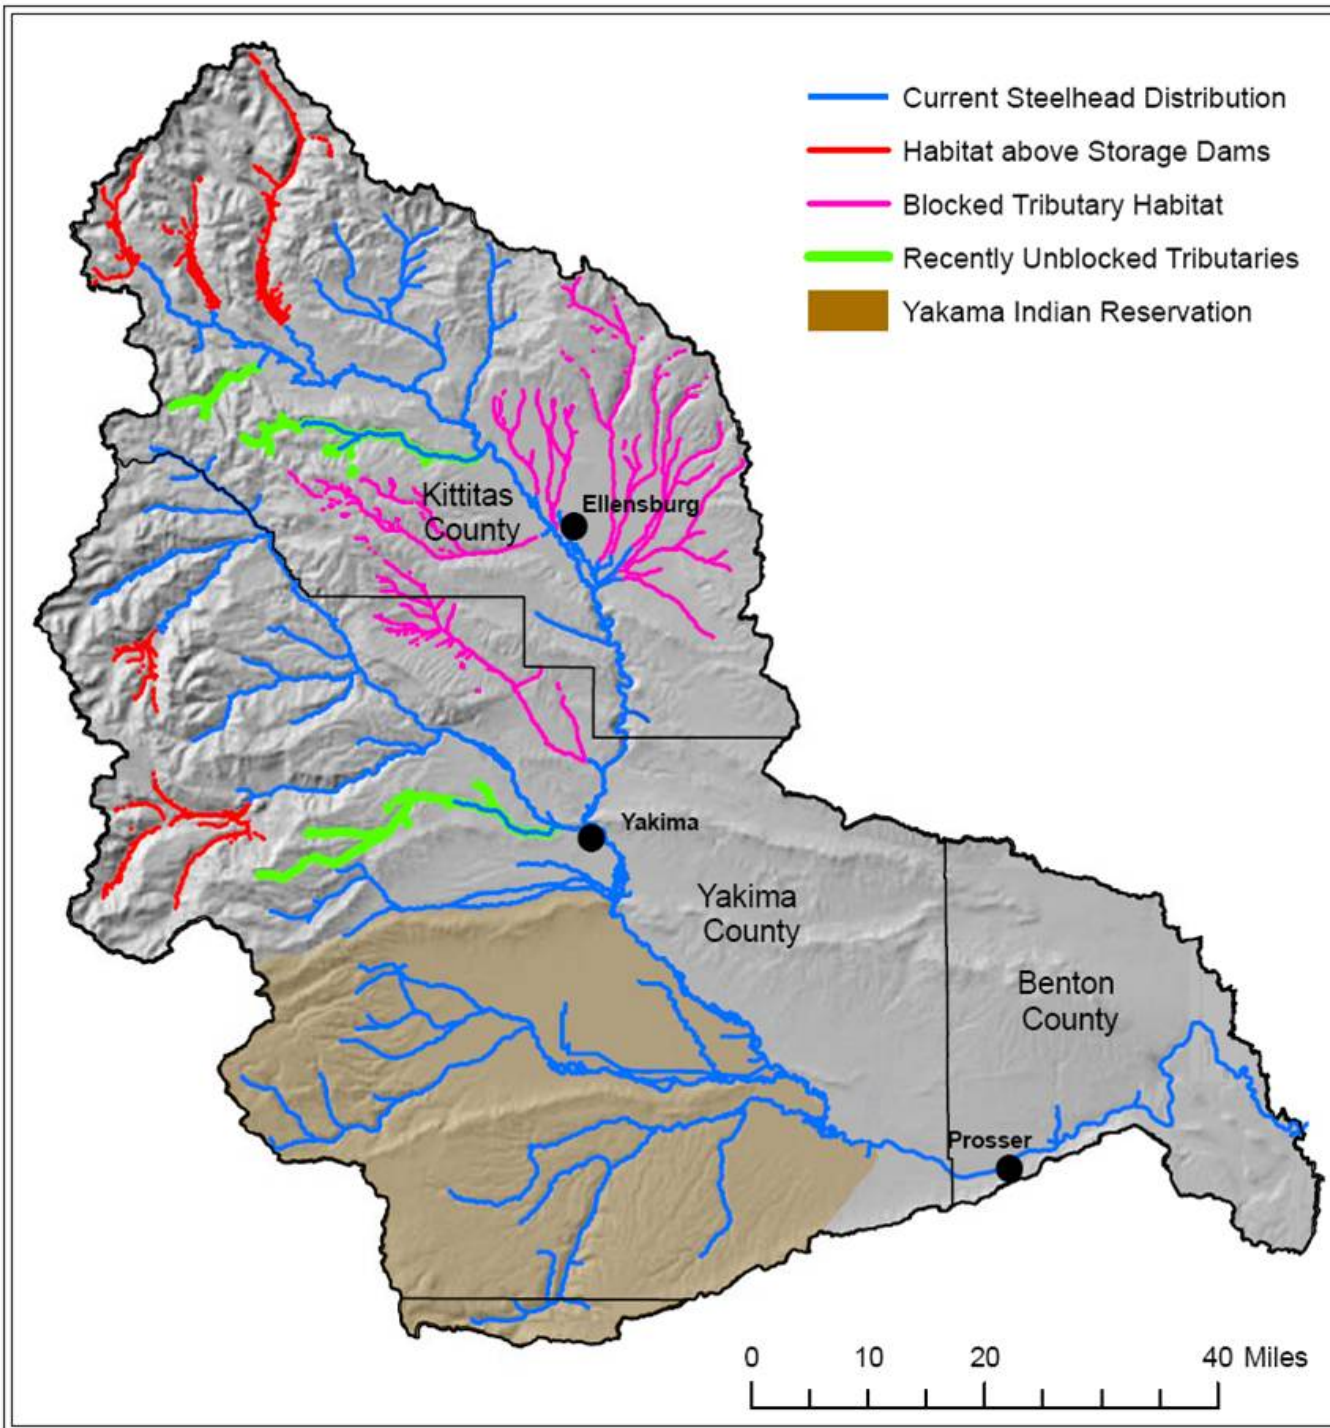 Current Steelhead Distribution
Habitat above Storage Dams
Blocked Tributary Habitat
Recently Unblocked Tributaries
Yakama Indian Reservation
Kittitas
County
Ellensburg
Yakima
Yakima
County
Benton
County
Prosser
0 10 20 40 Miles